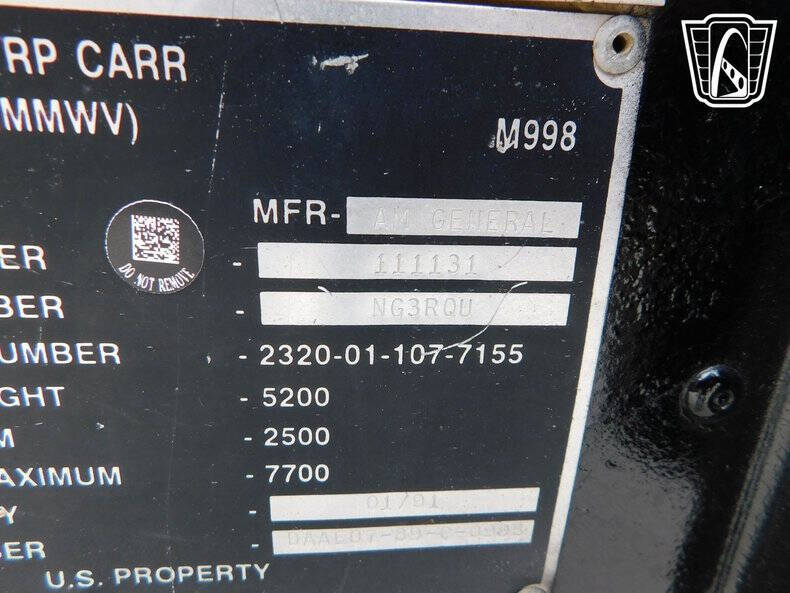 RP CARR
MMWV)
M998
MFR- AM GENERAL
ER - 111131
DO NOT REMOVE
BER - NG3RQU
UMBER - 2320-01-107-7155
GHT - 5200
M - 2500
AXIMUM - 7700
Y - 01/91
ER -
U.S. PROPERTY